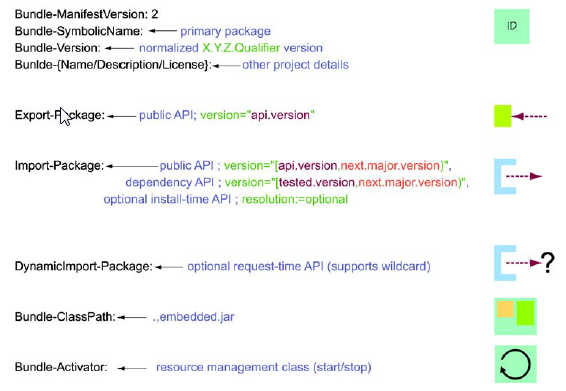 Bundle-ManifestVersion: 2
Bundle-SymbolicName: primary package
Bundle-Version: normalized X.Y.Z.Qualifier version
Bunlde-{Name/Description/License}: other project details
ID
Export-Package: public API; version="api.version"
Import-Package: public API ; version="[api.version,next.major.version)",
dependency API ; version="[tested.version,next.major.version)",
optional install-time API ; resolution:=optional
DynamicImport-Package: optional request-time API (supports wildcard)
?
Bundle-ClassPath: .,embedded.jar
Bundle-Activator: resource management class (start/stop)